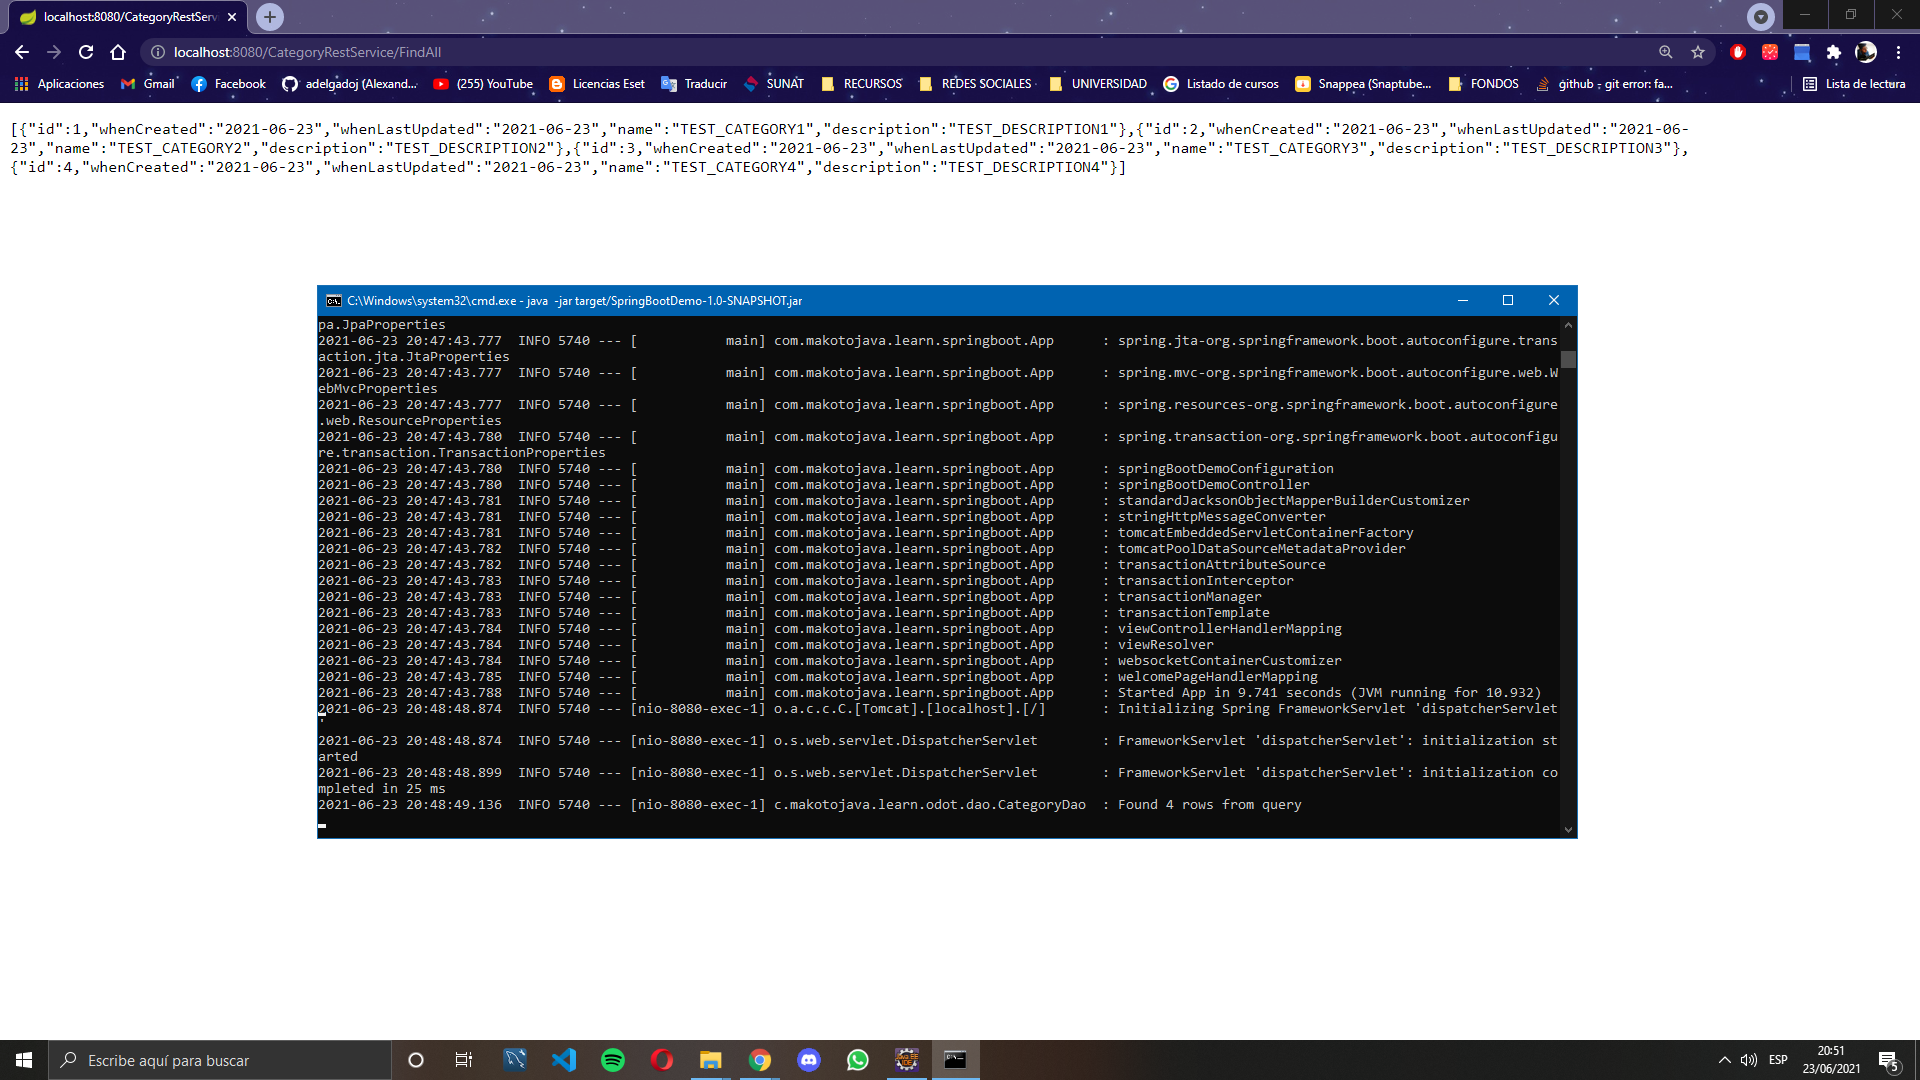 localhost:8080/CategoryRestServ
localhost:8080/CategoryRestService/FindAll
Aplicaciones Gmail Facebook adelgadoj (Alexand... (255) YouTube Licencias Eset Traducir SUNAT RECURSOS REDES SOCIALES UNIVERSIDAD Listado de cursos Snappea (Snaptube... FONDOS github - git error: fa... Lista de lectura
[{"id":1,"whenCreated":"2021-06-23","whenLastUpdated":"2021-06-23","name":"TEST_CATEGORY1","description":"TEST_DESCRIPTION1"},{"id":2,"whenCreated":"2021-06-23","whenLastUpdated":"2021-06-
23","name":"TEST_CATEGORY2","description":"TEST_DESCRIPTION2"},{"id":3,"whenCreated":"2021-06-23","whenLastUpdated":"2021-06-23","name":"TEST_CATEGORY3","description":"TEST_DESCRIPTION3"},
{"id":4,"whenCreated":"2021-06-23","whenLastUpdated":"2021-06-23","name":"TEST_CATEGORY4","description":"TEST_DESCRIPTION4"}]
C:\Windows\system32\cmd.exe - java -jar target/SpringBootDemo-1.0-SNAPSHOT.jar
pa.JpaProperties
2021-06-23 20:47:43.777 INFO 5740 --- [ main] com.makotojava.learn.springboot.App : spring.jta-org.springframework.boot.autoconfigure.trans
action.jta.JtaProperties
2021-06-23 20:47:43.777 INFO 5740 --- [ main] com.makotojava.learn.springboot.App : spring.mvc-org.springframework.boot.autoconfigure.web.W
ebMvcProperties
2021-06-23 20:47:43.777 INFO 5740 --- [ main] com.makotojava.learn.springboot.App : spring.resources-org.springframework.boot.autoconfigure
.web.ResourceProperties
2021-06-23 20:47:43.780 INFO 5740 --- [ main] com.makotojava.learn.springboot.App : spring.transaction-org.springframework.boot.autoconfigu
re.transaction.TransactionProperties
2021-06-23 20:47:43.780 INFO 5740 --- [ main] com.makotojava.learn.springboot.App : springBootDemoConfiguration
2021-06-23 20:47:43.780 INFO 5740 --- [ main] com.makotojava.learn.springboot.App : springBootDemoController
2021-06-23 20:47:43.781 INFO 5740 --- [ main] com.makotojava.learn.springboot.App : standardJacksonObjectMapperBuilderCustomizer
2021-06-23 20:47:43.781 INFO 5740 --- [ main] com.makotojava.learn.springboot.App : stringHttpMessageConverter
2021-06-23 20:47:43.781 INFO 5740 --- [ main] com.makotojava.learn.springboot.App : tomcatEmbeddedServletContainerFactory
2021-06-23 20:47:43.782 INFO 5740 --- [ main] com.makotojava.learn.springboot.App : tomcatPoolDataSourceMetadataProvider
2021-06-23 20:47:43.782 INFO 5740 --- [ main] com.makotojava.learn.springboot.App : transactionAttributeSource
2021-06-23 20:47:43.783 INFO 5740 --- [ main] com.makotojava.learn.springboot.App : transactionInterceptor
2021-06-23 20:47:43.783 INFO 5740 --- [ main] com.makotojava.learn.springboot.App : transactionManager
2021-06-23 20:47:43.783 INFO 5740 --- [ main] com.makotojava.learn.springboot.App : transactionTemplate
2021-06-23 20:47:43.784 INFO 5740 --- [ main] com.makotojava.learn.springboot.App : viewControllerHandlerMapping
2021-06-23 20:47:43.784 INFO 5740 --- [ main] com.makotojava.learn.springboot.App : viewResolver
2021-06-23 20:47:43.784 INFO 5740 --- [ main] com.makotojava.learn.springboot.App : websocketContainerCustomizer
2021-06-23 20:47:43.785 INFO 5740 --- [ main] com.makotojava.learn.springboot.App : welcomePageHandlerMapping
2021-06-23 20:47:43.788 INFO 5740 --- [ main] com.makotojava.learn.springboot.App : Started App in 9.741 seconds (JVM running for 10.932)
2021-06-23 20:48:48.874 INFO 5740 --- [nio-8080-exec-1] o.a.c.c.C.[Tomcat].[localhost].[/] : Initializing Spring FrameworkServlet 'dispatcherServlet
'
2021-06-23 20:48:48.874 INFO 5740 --- [nio-8080-exec-1] o.s.web.servlet.DispatcherServlet : FrameworkServlet 'dispatcherServlet': initialization st
arted
2021-06-23 20:48:48.899 INFO 5740 --- [nio-8080-exec-1] o.s.web.servlet.DispatcherServlet : FrameworkServlet 'dispatcherServlet': initialization co
mpleted in 25 ms
2021-06-23 20:48:49.136 INFO 5740 --- [nio-8080-exec-1] c.makotojava.learn.odot.dao.CategoryDao : Found 4 rows from query
Escribe aquí para buscar
ESP
20:51
23/06/2021
5